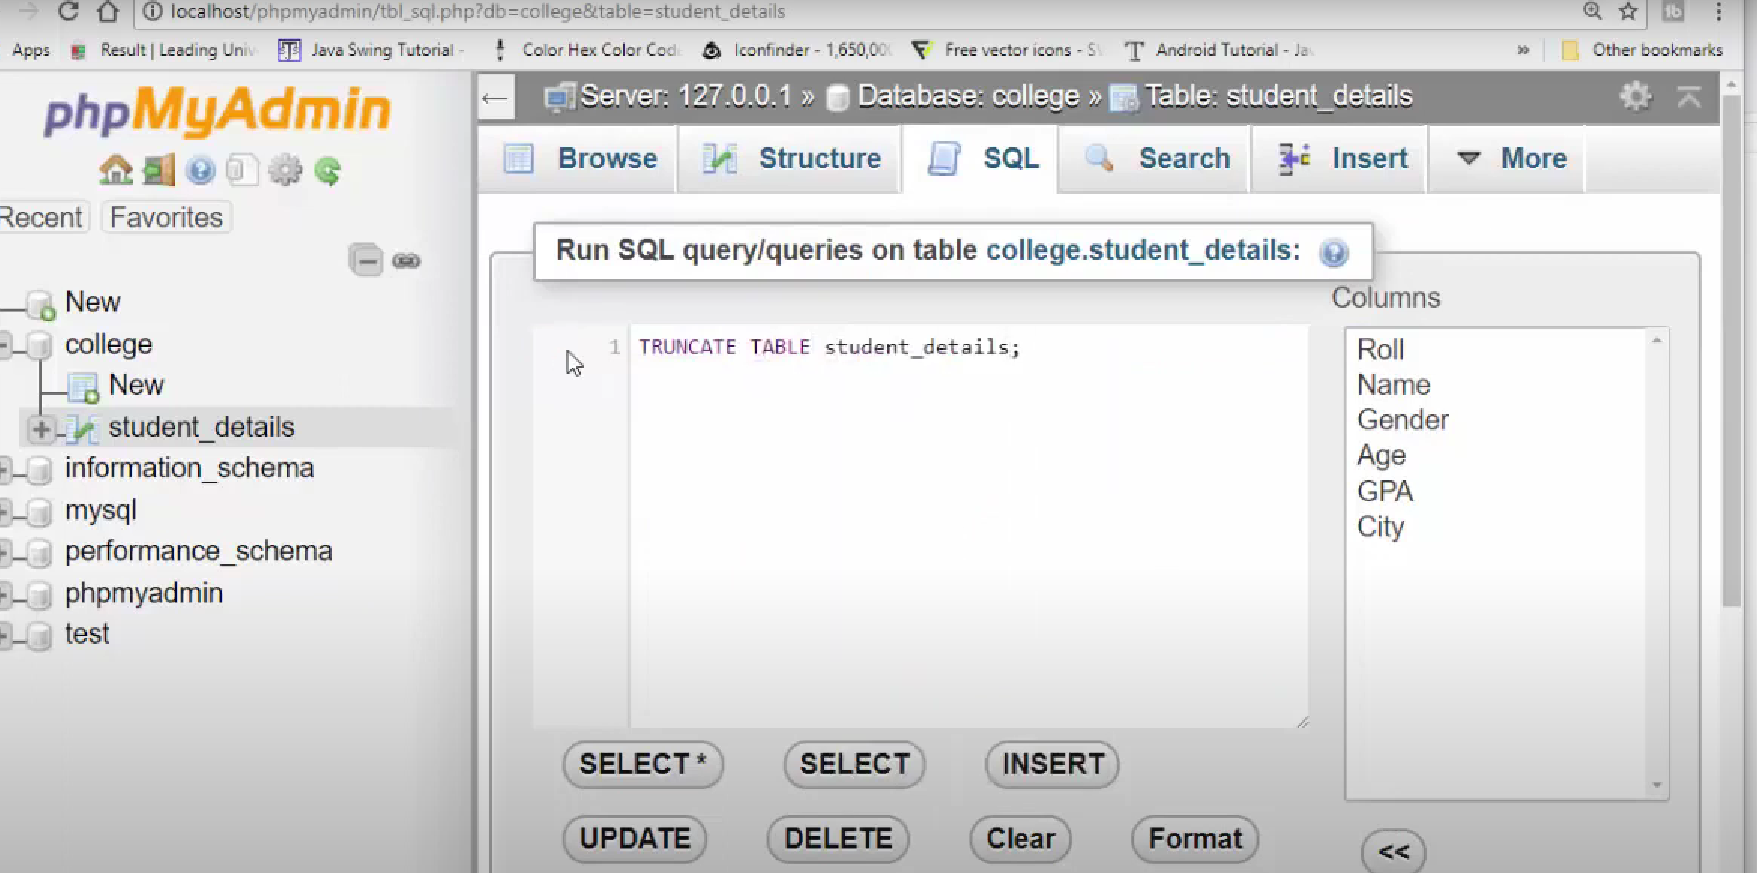 localhost/phpmyadmin/tbl_sql.php?db=college&table=student_details
Apps Result | Leading Univ Java Swing Tutorial - Color Hex Color Cod Iconfinder - 1,650,00 Free vector icons - S Android Tutorial - Ja » Other bookmarks
phpMyAdmin
Recent Favorites
New
college
New
student_details
information_schema
mysql
performance_schema
phpmyadmin
test
Server: 127.0.0.1 » Database: college » Table: student_details
Browse Structure SQL Search Insert More
Run SQL query/queries on table college.student_details:
1 TRUNCATE TABLE student_details;
Columns
Roll
Name
Gender
Age
GPA
City
SELECT * SELECT INSERT
UPDATE DELETE Clear Format <<